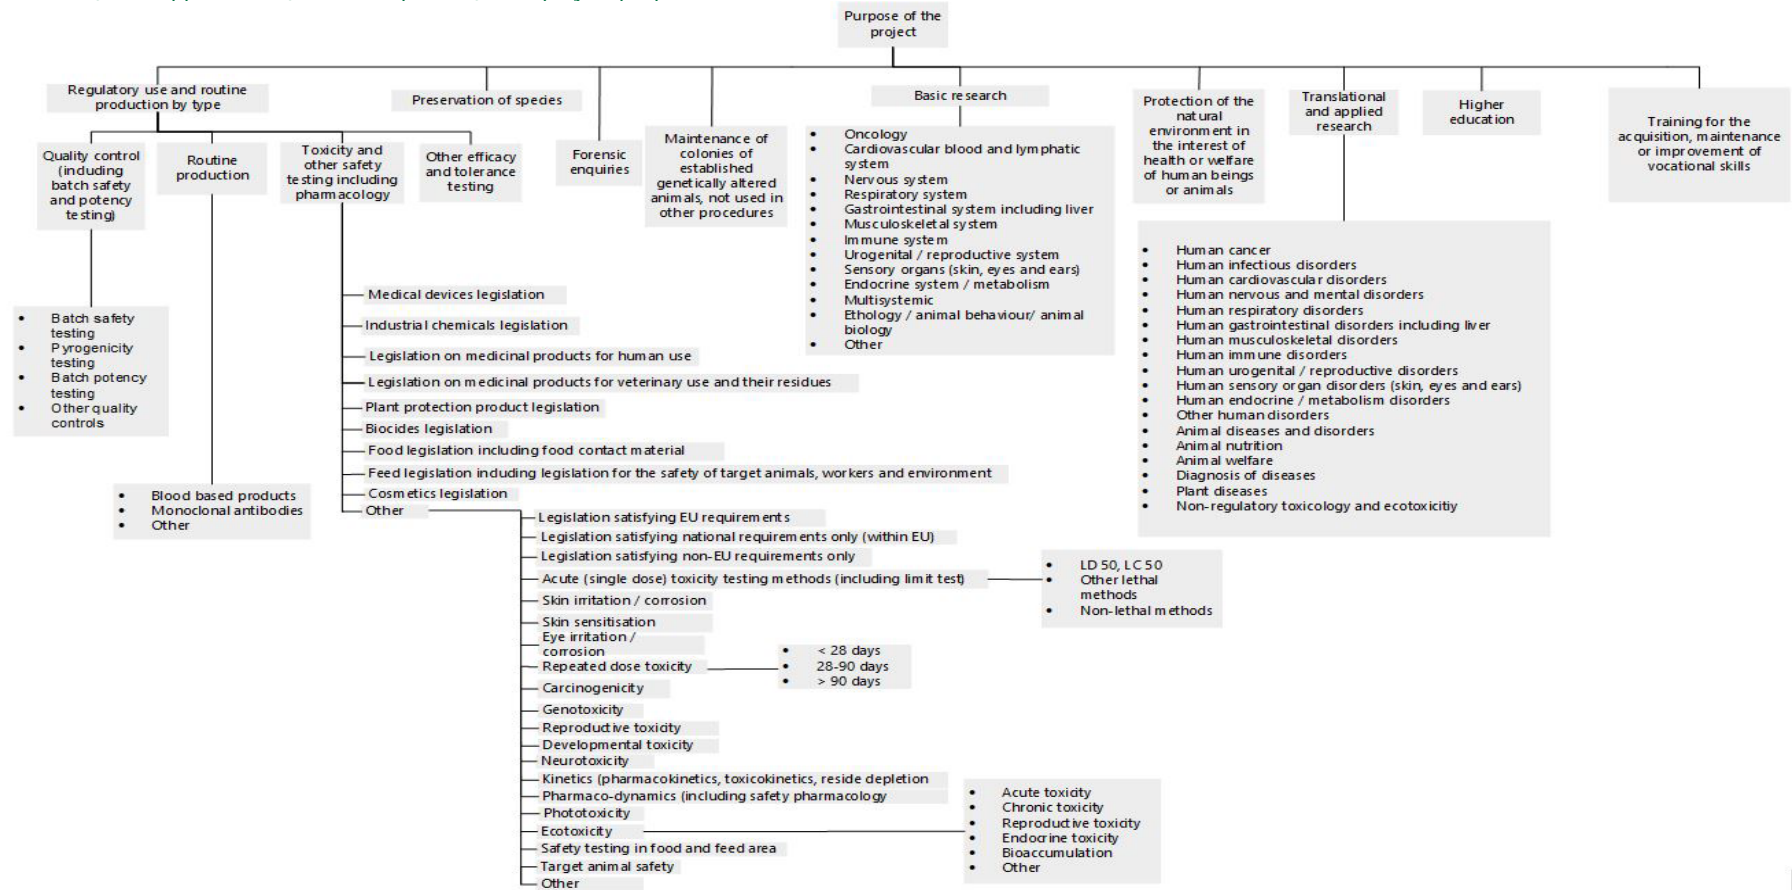 Purpose of the
project
Regulatory use and routine
production by type
Preservation of species
Basic research
Protection of the
natural
environment in
the interest of
health or welfare
of human beings
or animals
Translational
and applied
research
Higher
education
Training for the
acquisition, maintenance
or improvement of
vocational skills
Quality control
(including
batch safety
and potency
testing)
Routine
production
Toxicity and
other safety
testing including
pharmacology
Other efficacy
and tolerance
testing
Forensic
enquiries
Maintenance of
colonies of
established
genetically altered
animals, not used in
other procedures
• Oncology
• Cardiovascular blood and lymphatic
system
• Nervous system
• Respiratory system
• Gastrointestinal system including liver
• Musculoskeletal system
• Immune system
• Urogenital / reproductive system
• Sensory organs (skin, eyes and ears)
• Endocrine system / metabolism
• Multisystemic
• Ethology / animal behaviour/ animal
biology
• Other
• Human cancer
• Human infectious disorders
• Human cardiovascular disorders
• Human nervous and mental disorders
• Human respiratory disorders
• Human gastrointestinal disorders including liver
• Human musculoskeletal disorders
• Human immune disorders
• Human urogenital / reproductive disorders
• Human sensory organ disorders (skin, eyes and ears)
• Human endocrine / metabolism disorders
• Other human disorders
• Animal diseases and disorders
• Animal nutrition
• Animal welfare
• Diagnosis of diseases
• Plant diseases
• Non-regulatory toxicology and ecotoxicitiy
• Batch safety
testing
• Pyrogenicity
testing
• Batch potency
testing
• Other quality
controls
• Blood based products
• Monoclonal antibodies
• Other
Medical devices legislation
Industrial chemicals legislation
Legislation on medicinal products for human use
Legislation on medicinal products for veterinary use and their residues
Plant protection product legislation
Biocides legislation
Food legislation including food contact material
Feed legislation including legislation for the safety of target animals, workers and environment
Cosmetics legislation
Other
Legislation satisfying EU requirements
Legislation satisfying national requirements only (within EU)
Legislation satisfying non-EU requirements only
Acute (single dose) toxicity testing methods (including limit test)
• LD 50, LC 50
• Other lethal
methods
• Non-lethal methods
Skin irritation / corrosion
Skin sensitisation
Eye irritation /
corrosion
Repeated dose toxicity
• < 28 days
• 28-90 days
• > 90 days
Carcinogenicity
Genotoxicity
Reproductive toxicity
Developmental toxicity
Neurotoxicity
Kinetics (pharmacokinetics, toxicokinetics, reside depletion
Pharmaco-dynamics (including safety pharmacology
Phototoxicity
Ecotoxicity
• Acute toxicity
• Chronic toxicity
• Reproductive toxicity
• Endocrine toxicity
• Bioaccumulation
• Other
Safety testing in food and feed area
Target animal safety
Other